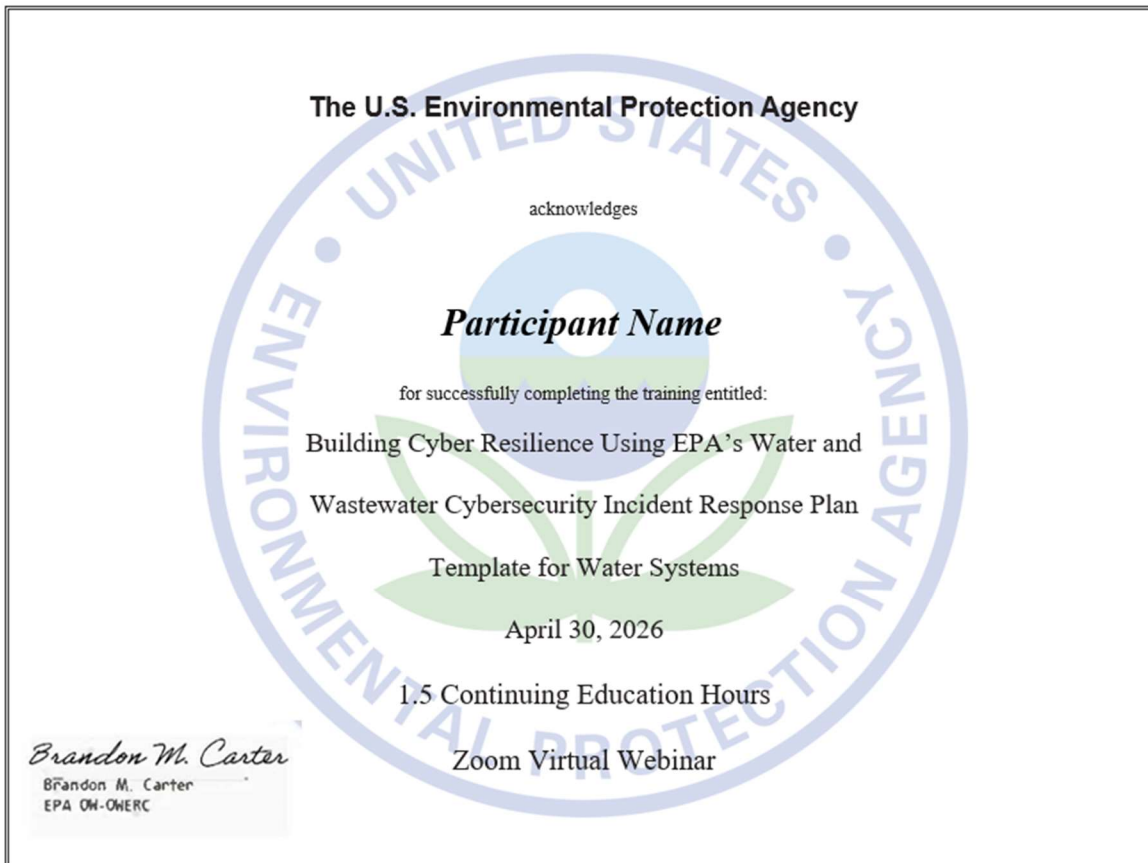 The U.S. Environmental Protection Agency
UNITED STATES
ENVIRONMENTAL PROTECTION AGENCY
acknowledges
Participant Name
for successfully completing the training entitled:
Building Cyber Resilience Using EPA’s Water and
Wastewater Cybersecurity Incident Response Plan
Template for Water Systems
April 30, 2026
1.5 Continuing Education Hours
Zoom Virtual Webinar
Brandon M. Carter
Brandon M. Carter
EPA OW-OWERC